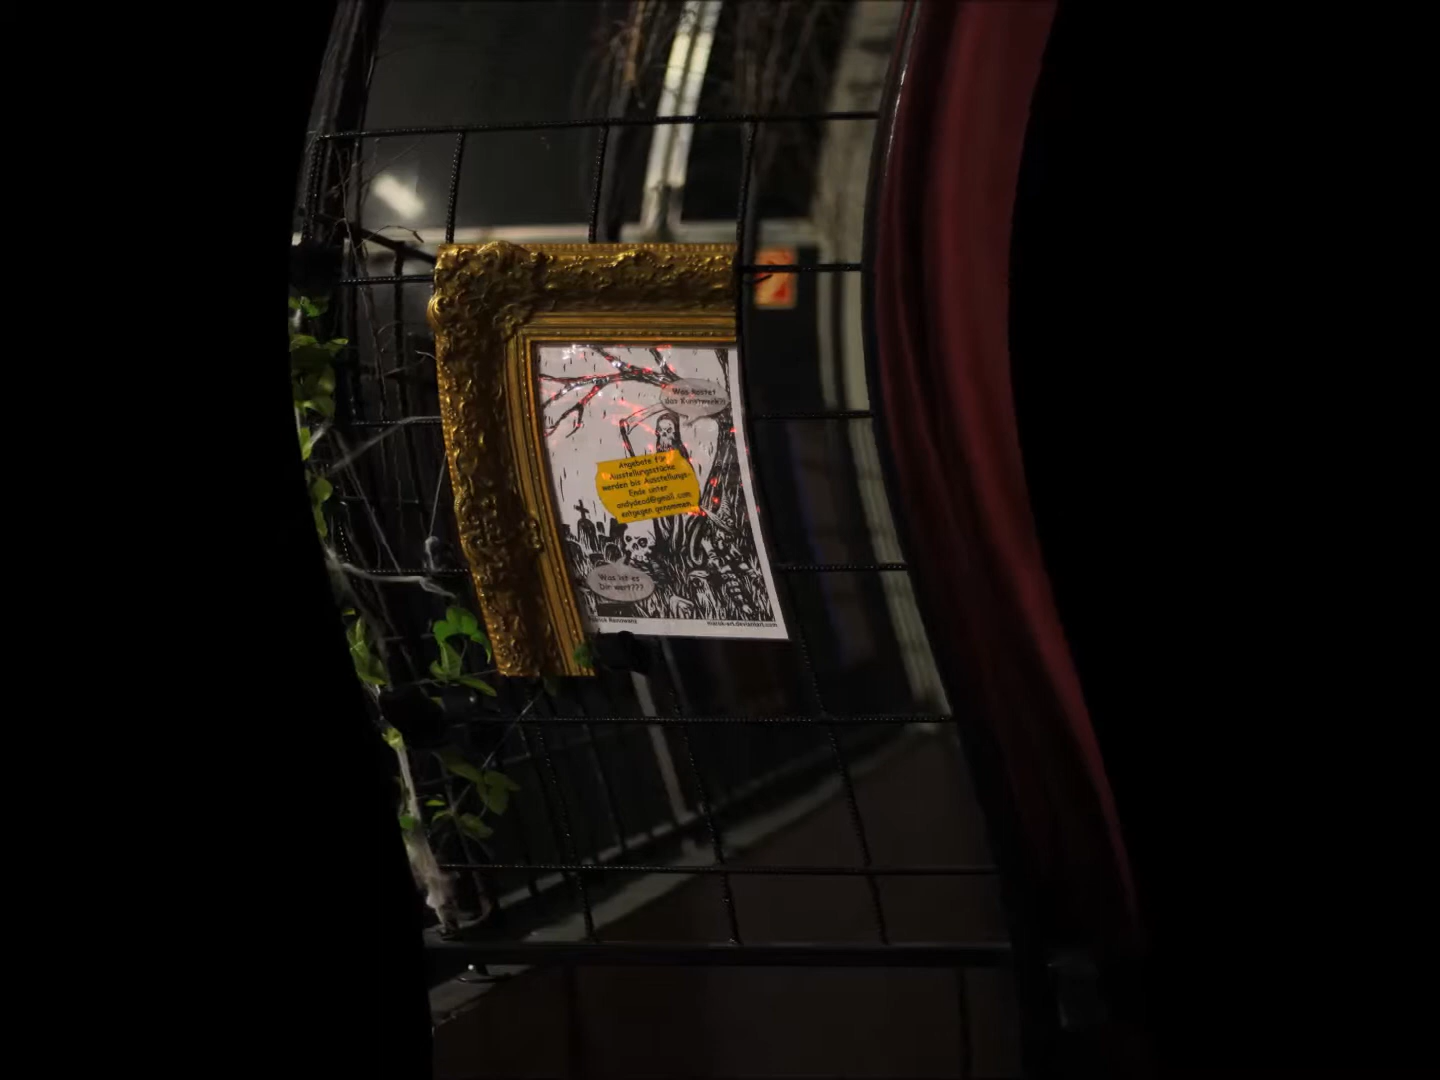 Was kostet
das Kunstwerk?!
Angebote für
Ausstellungsstücke
werden bis Ausstellungs-
Ende unter
andydead@gmail.com
entgegen genommen.
Was ist es
Dir wert???